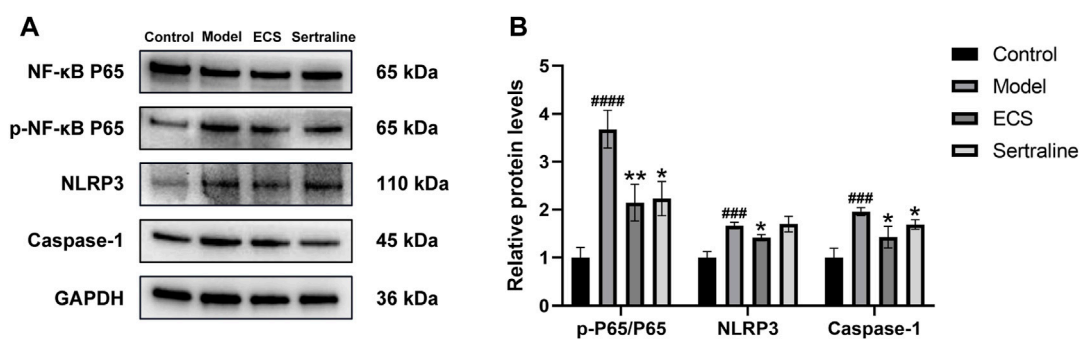 A
Control Model ECS Sertraline
NF-κB P65 65 kDa
p-NF-κB P65 65 kDa
NLRP3 110 kDa
Caspase-1 45 kDa
GAPDH 36 kDa
B
Relative protein levels
5
4
3
2
1
0
####
** *
###
*
###
* *
p-P65/P65 NLRP3 Caspase-1
Control
Model
ECS
Sertraline